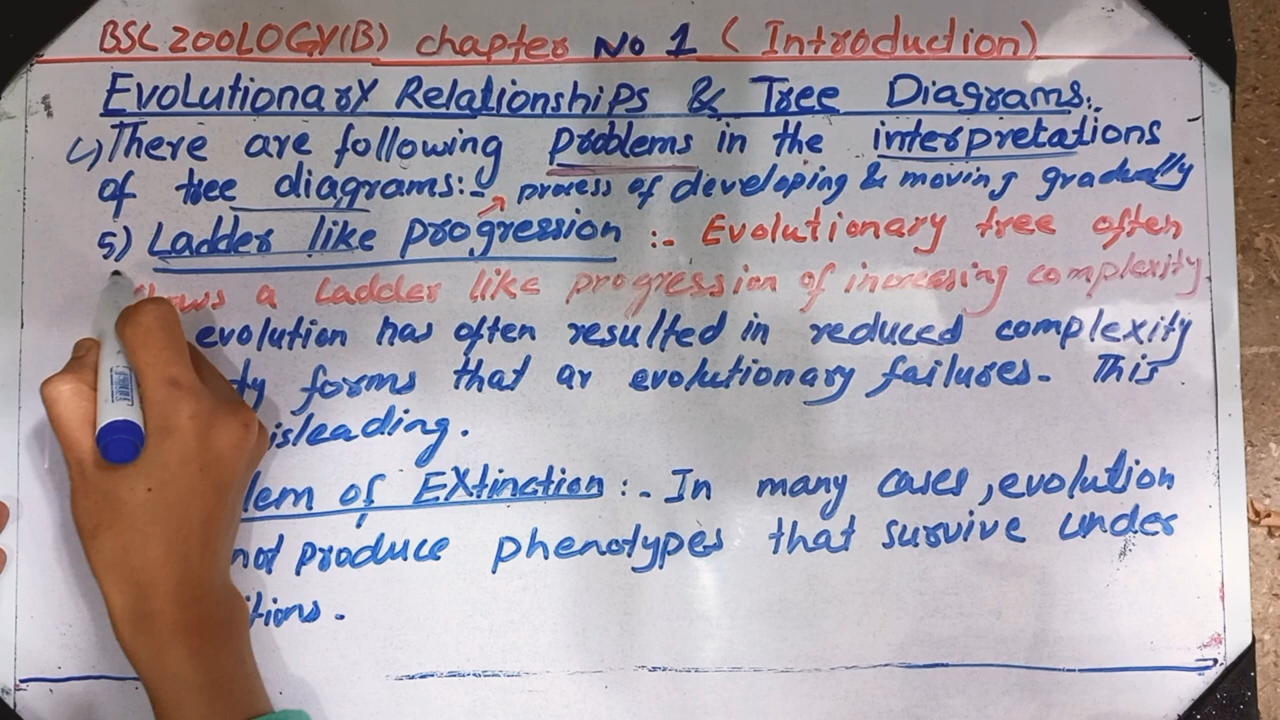 BSC ZOOLOGY(B) chapter No 1 (Introduction)
Evolutionary Relationships & Tree Diagrams:.
There are following problems in the interpretations
of tree diagrams:- process of developing & moving gradually
5) Ladder like progression :- Evolutionary tree often
a Ladder like progression of increasing complexity
evolution has often resulted in reduced complexity
forms that ar evolutionary failures. This
of Extinction :- In many cases, evolution
not produce phenotypes that survive under